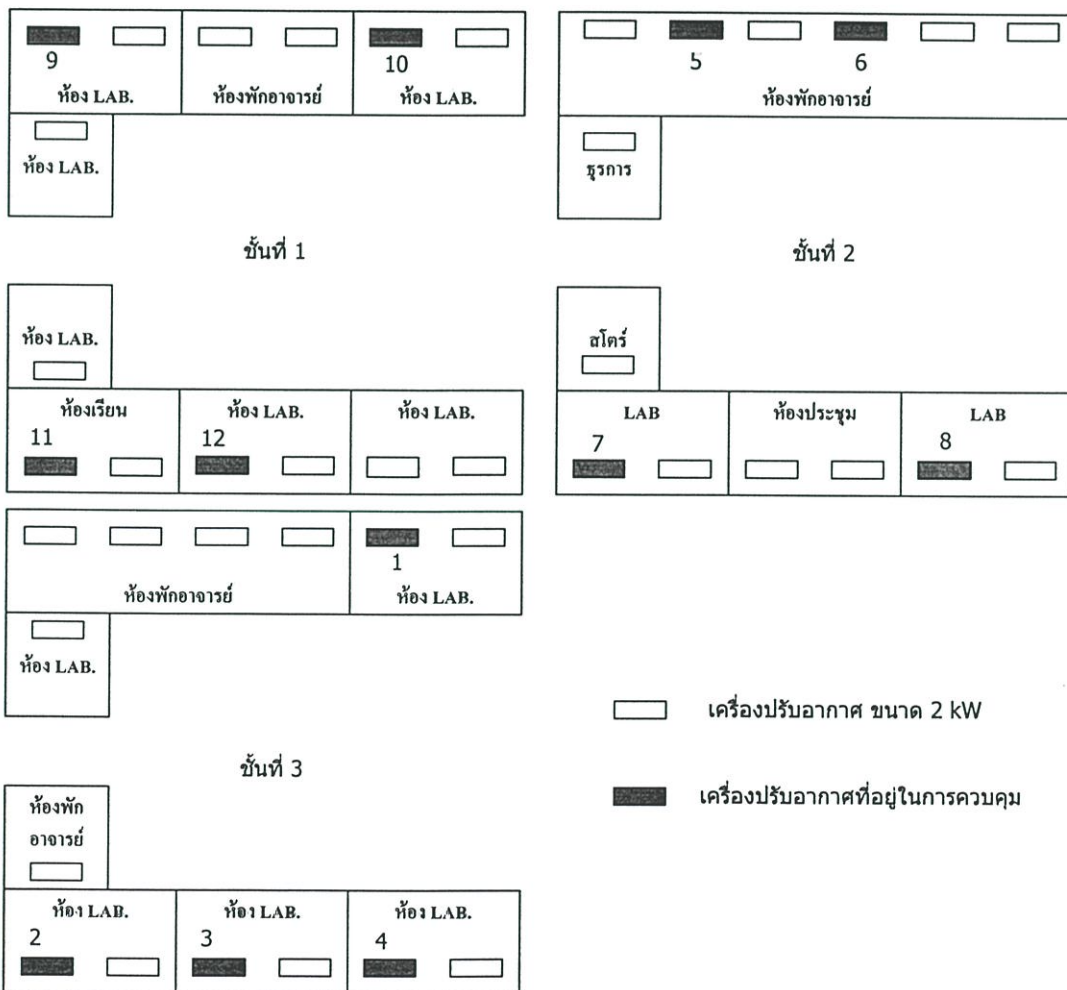 9
10
ห้อง LAB.
ห้องพักอาจารย์
ห้อง LAB.
ห้อง LAB.
ชั้นที่ 1
5
6
ห้องพักอาจารย์
ธุรการ
ชั้นที่ 2
ห้อง LAB.
ห้องเรียน
ห้อง LAB.
ห้อง LAB.
11
12
สโตร์
LAB
ห้องประชุม
LAB
7
8
1
ห้องพักอาจารย์
ห้อง LAB.
ห้อง LAB.
ชั้นที่ 3
เครื่องปรับอากาศ ขนาด 2 kW
เครื่องปรับอากาศที่อยู่ในการควบคุม
ห้องพัก
อาจารย์
ห้อง LAB.
ห้อง LAB.
ห้อง LAB.
2
3
4